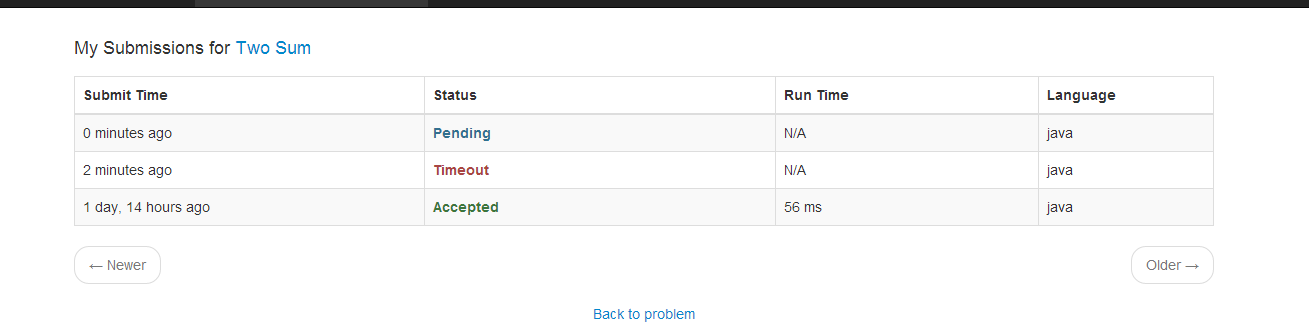 My Submissions for Two Sum
Submit Time Status Run Time Language
0 minutes ago Pending N/A java
2 minutes ago Timeout N/A java
1 day, 14 hours ago Accepted 56 ms java
← Newer Older →
Back to problem